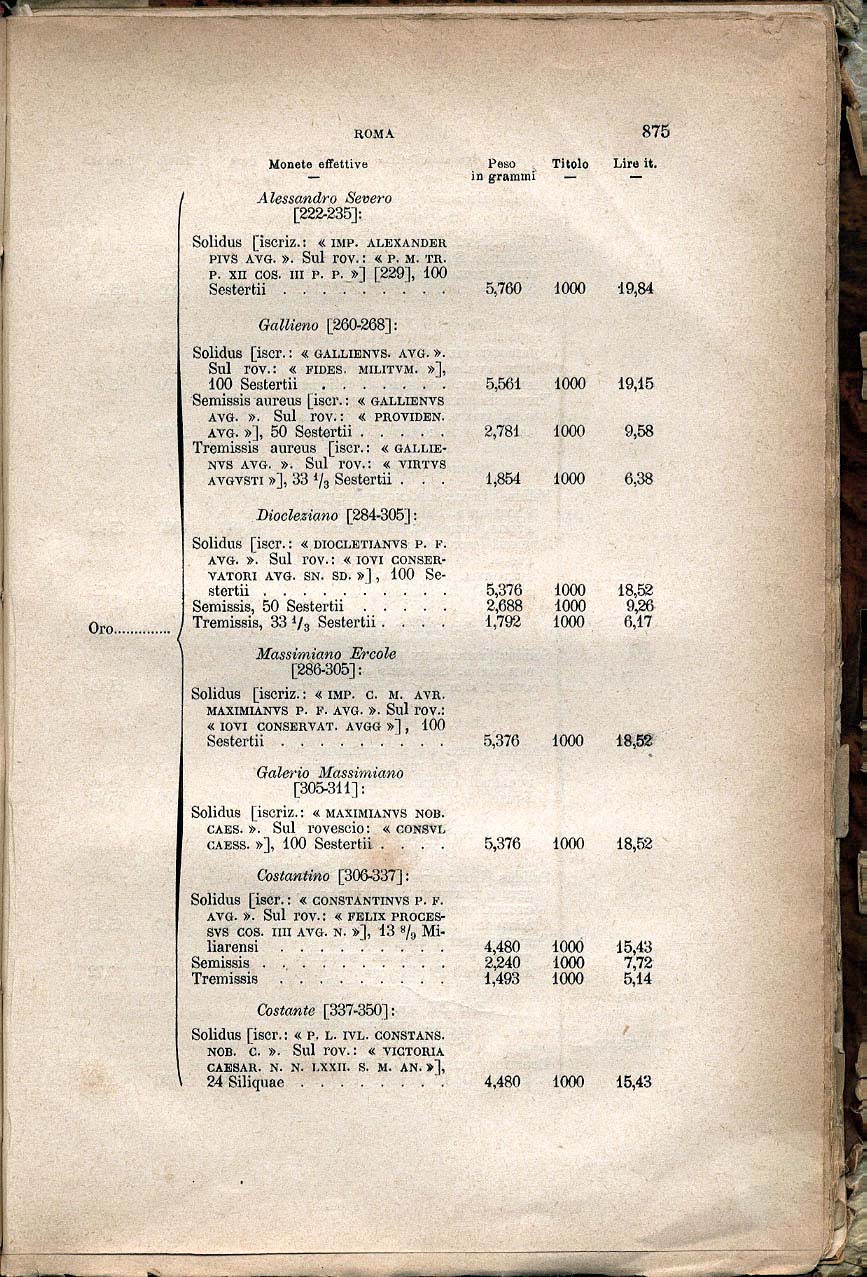 ROMA 875
Monete effettive Peso Titolo Lire it.
in grammi
Alessandro Severo
[222-235]:
Solidus [iscriz.: « IMP. ALEXANDER
PIVS AVG. ». Sul rov.: « P. M. TR.
P. XII COS. III P. P. »] [229], 100
Sestertii . . . . . . . . . 5,760 1000 19,84
Gallieno [260-268]:
Solidus [iscr.: « GALLIENVS. AVG. ».
Sul rov.: « FIDES. MILITVM. »],
100 Sestertii . . . . . . . 5,561 1000 19,15
Semissis aureus [iscr.: « GALLIENVS
AVG. ». Sul rov.: « PROVIDEN.
AVG. »], 50 Sestertii . . . . . 2,781 1000 9,58
Tremissis aureus [iscr.: « GALLIE-
NVS AVG. ». Sul rov.: « VIRTVS
AVGVSTI »], 33 1/3 Sestertii . . . 1,854 1000 6,38
Diocleziano [284-305]:
Solidus [iscr.: « DIOCLETIANVS P. F.
AVG. ». Sul rov.: « IOVI CONSER-
VATORI AVG. SN. SD. »], 100 Se-
stertii . . . . . . . . . . 5,376 1000 18,52
Semissis, 50 Sestertii . . . . . 2,688 1000 9,26
Tremissis, 33 1/3 Sestertii . . . . 1,792 1000 6,17
Oro..............
Massimiano Ercole
[286-305]:
Solidus [iscriz.: « IMP. C. M. AVR.
MAXIMIANVS P. F. AVG. ». Sul rov.:
« IOVI CONSERVAT. AVGG »], 100
Sestertii . . . . . . . . . 5,376 1000 18,52
Galerio Massimiano
[305-311]:
Solidus [iscriz.: « MAXIMIANVS NOB.
CAES. ». Sul rovescio: « CONSVL
CAESS. »], 100 Sestertii . . . . 5,376 1000 18,52
Costantino [306-337]:
Solidus [iscr.: « CONSTANTINVS P. F.
AVG. ». Sul rov.: « FELIX PROCES-
SVS COS. IIII AVG. N. »], 13 8/9 Mi-
liarensi . . . . . . . . . 4,480 1000 15,43
Semissis . . . . . . . . . . 2,240 1000 7,72
Tremissis . . . . . . . . . 1,493 1000 5,14
Costante [337-350]:
Solidus [iscr.: « P. L. IVL. CONSTANS.
NOB. C. ». Sul rov.: « VICTORIA
CAESAR. N. N. LXXII. S. M. AN. »],
24 Siliquae . . . . . . . . 4,480 1000 15,43